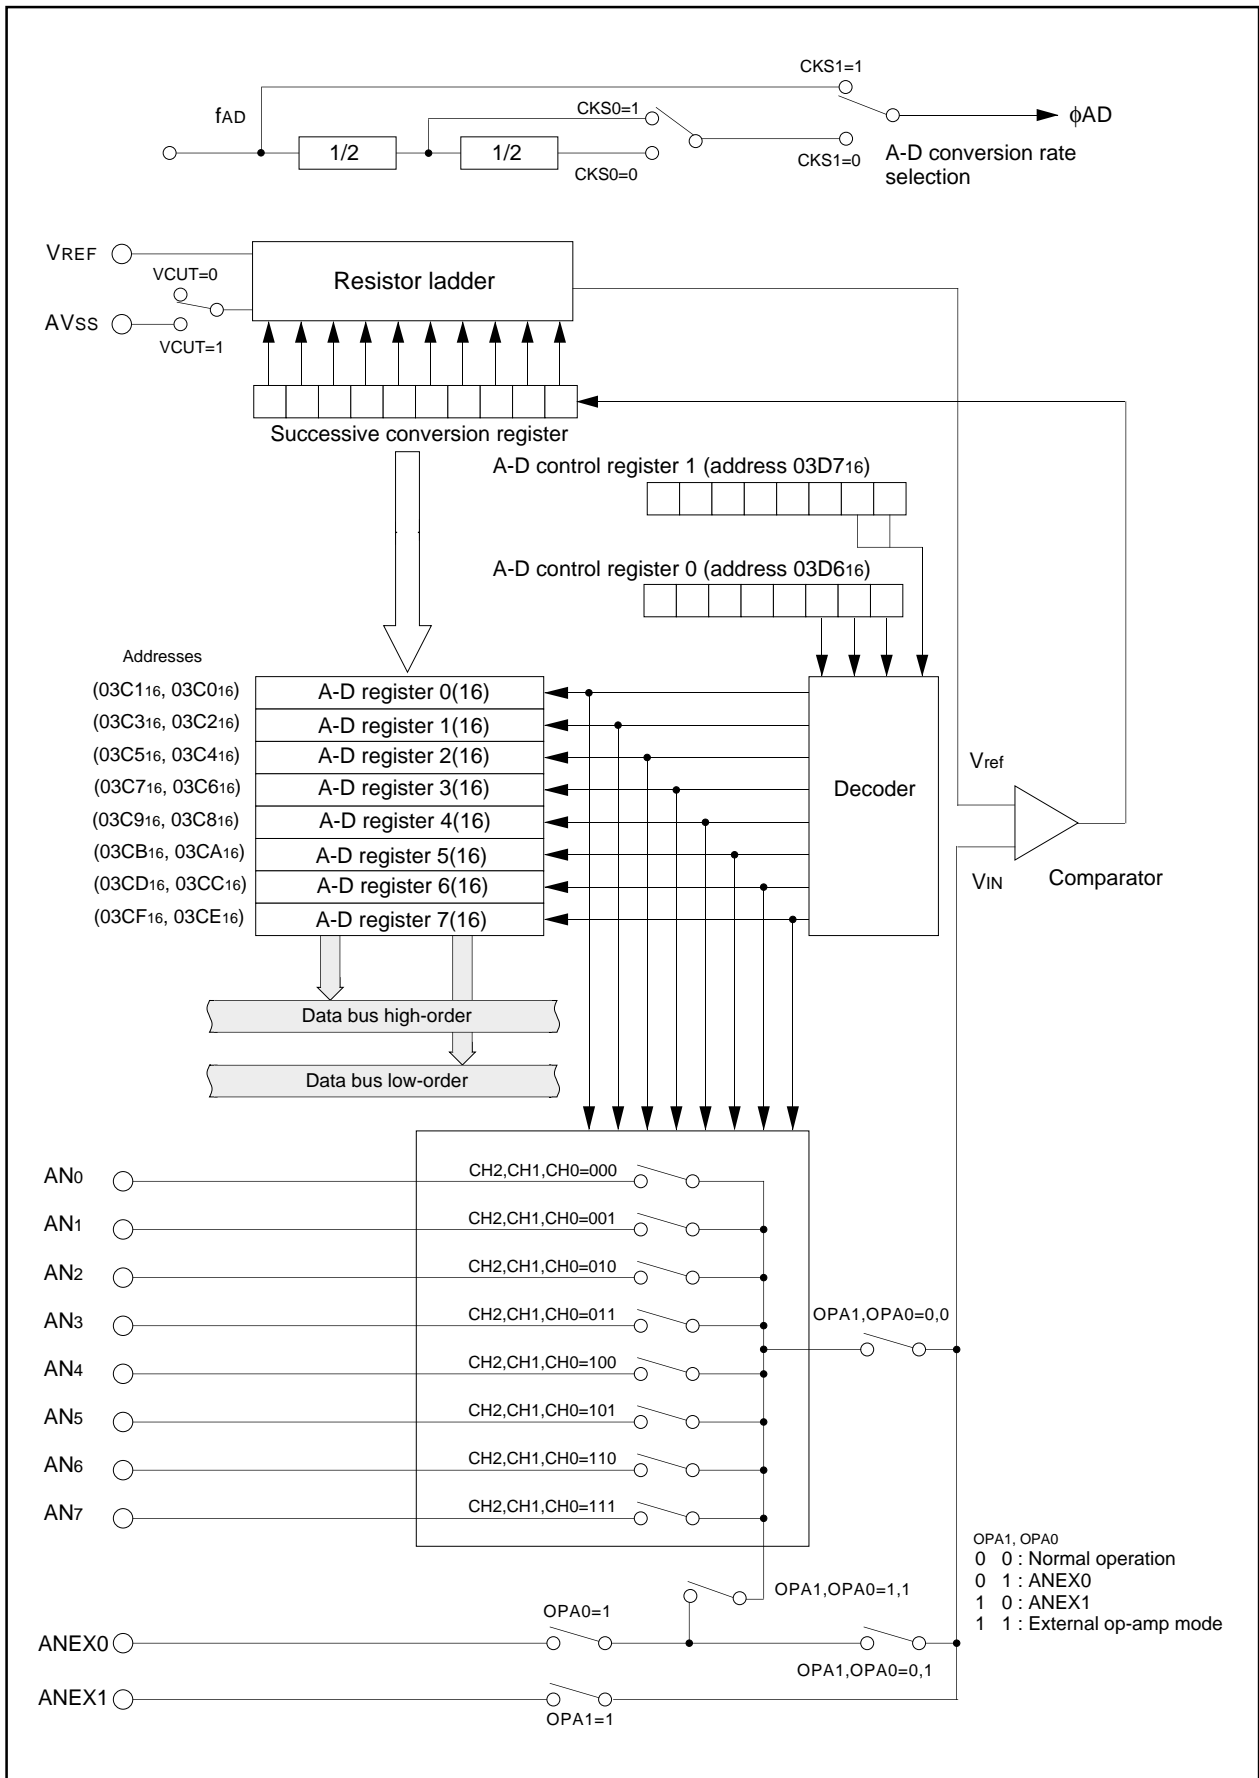 CKS1=1
fAD
CKS0=1
ϕAD
1/2
1/2
CKS0=0
CKS1=0
A-D conversion rate
selection
VREF
VCUT=0
Resistor ladder
AVSS
VCUT=1
Successive conversion register
A-D control register 1 (address 03D716)
A-D control register 0 (address 03D616)
Addresses
(03C116, 03C016)
A-D register 0(16)
(03C316, 03C216)
A-D register 1(16)
(03C516, 03C416)
A-D register 2(16)
(03C716, 03C616)
A-D register 3(16)
(03C916, 03C816)
A-D register 4(16)
(03CB16, 03CA16)
A-D register 5(16)
(03CD16, 03CC16)
A-D register 6(16)
(03CF16, 03CE16)
A-D register 7(16)
Decoder
Vref
VIN
Comparator
Data bus high-order
Data bus low-order
AN0
CH2,CH1,CH0=000
AN1
CH2,CH1,CH0=001
AN2
CH2,CH1,CH0=010
AN3
CH2,CH1,CH0=011
OPA1,OPA0=0,0
AN4
CH2,CH1,CH0=100
AN5
CH2,CH1,CH0=101
AN6
CH2,CH1,CH0=110
AN7
CH2,CH1,CH0=111
OPA1, OPA0
0 0 : Normal operation
0 1 : ANEX0
1 0 : ANEX1
1 1 : External op-amp mode
OPA1,OPA0=1,1
OPA0=1
ANEX0
OPA1,OPA0=0,1
ANEX1
OPA1=1